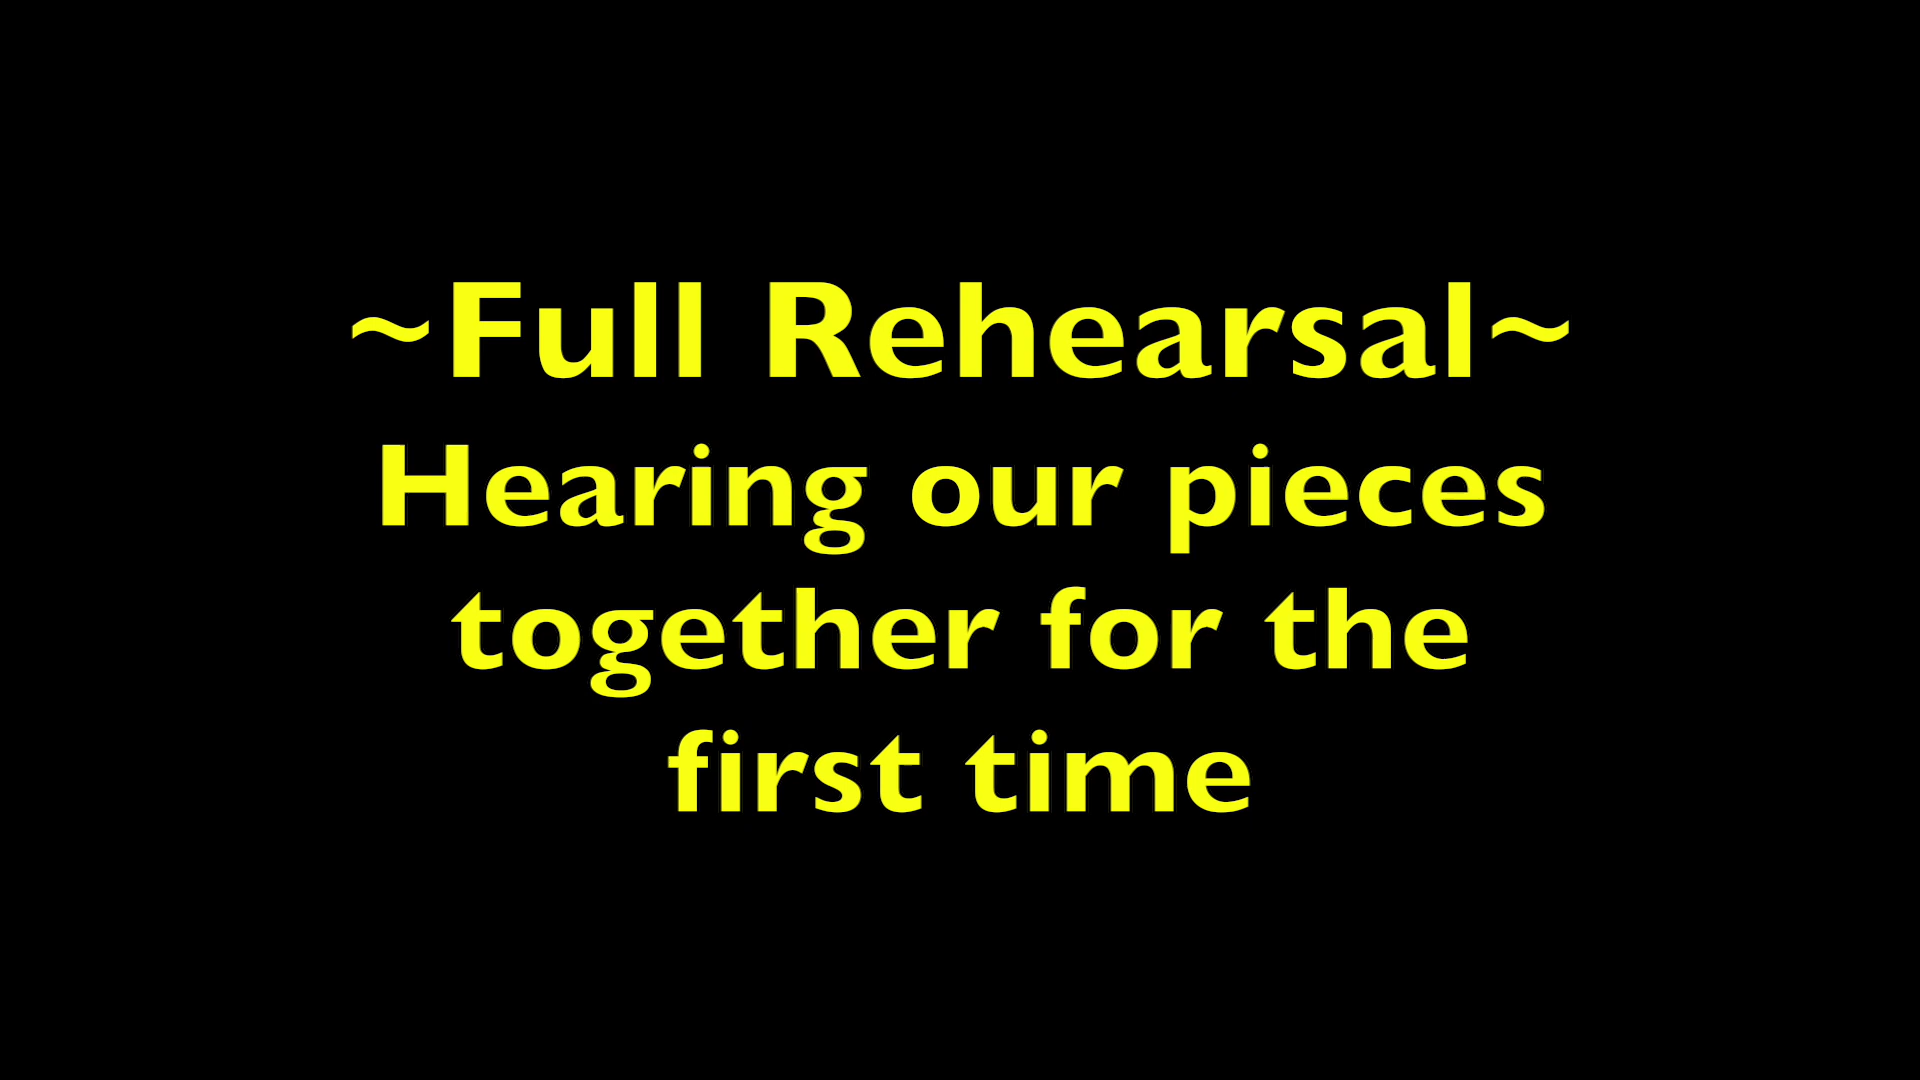 ~Full Rehearsal~
Hearing our pieces
together for the
first time